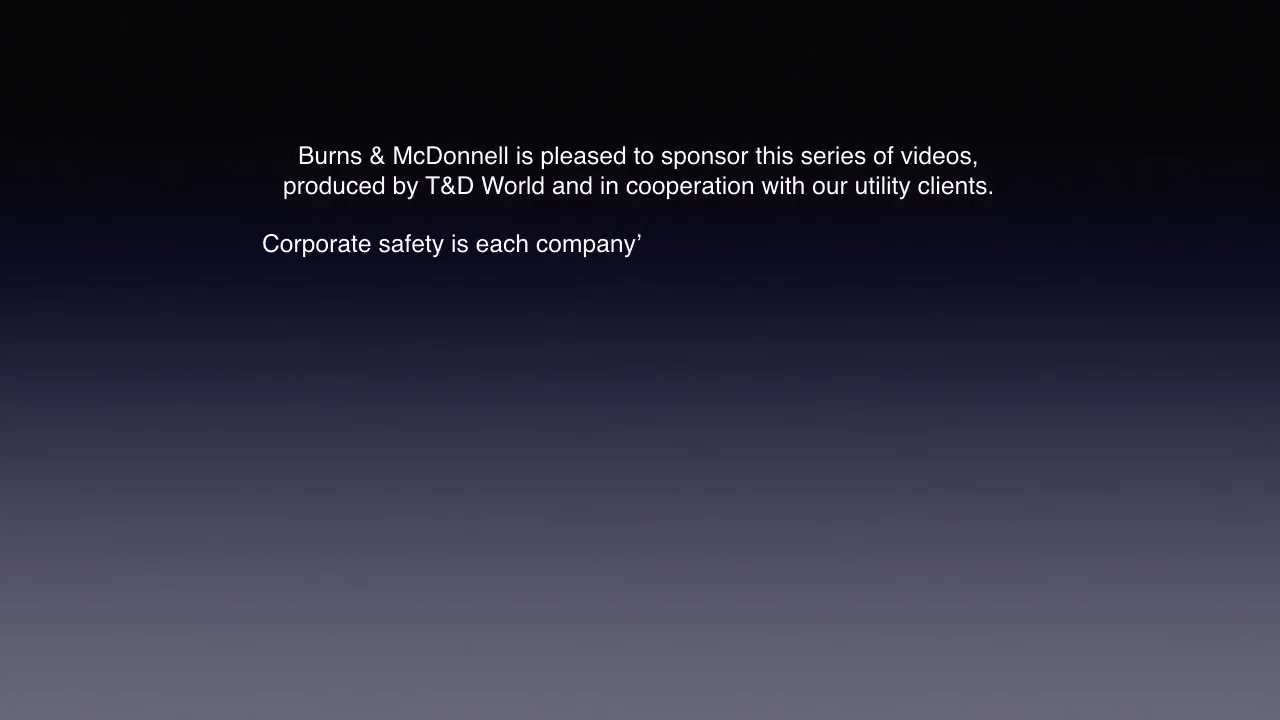 Burns & McDonnell is pleased to sponsor this series of videos,
produced by T&D World and in cooperation with our utility clients.
Corporate safety is each company’